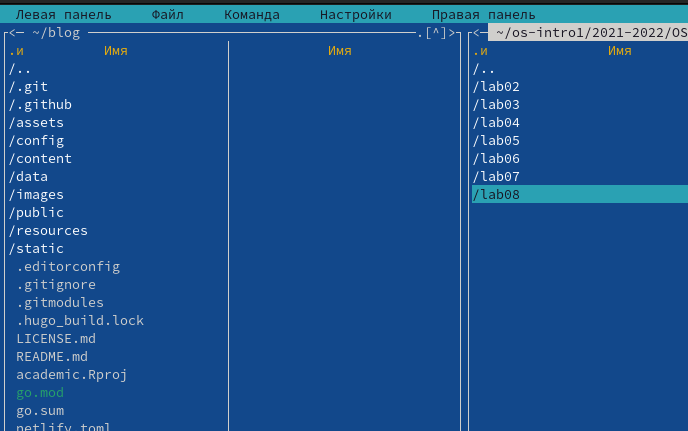 Левая панель Файл Команда Настройки Правая панель
<─ ~/blog .[^]>
.и Имя Имя
/..
/.git
/.github
/assets
/config
/content
/data
/images
/public
/resources
/static
.editorconfig
.gitignore
.gitmodules
.hugo_build.lock
LICENSE.md
README.md
academic.Rproj
go.mod
go.sum
netlify.toml
<─ ~/os-intro1/2021-2022/OS
.и Имя
/..
/lab02
/lab03
/lab04
/lab05
/lab06
/lab07
/lab08